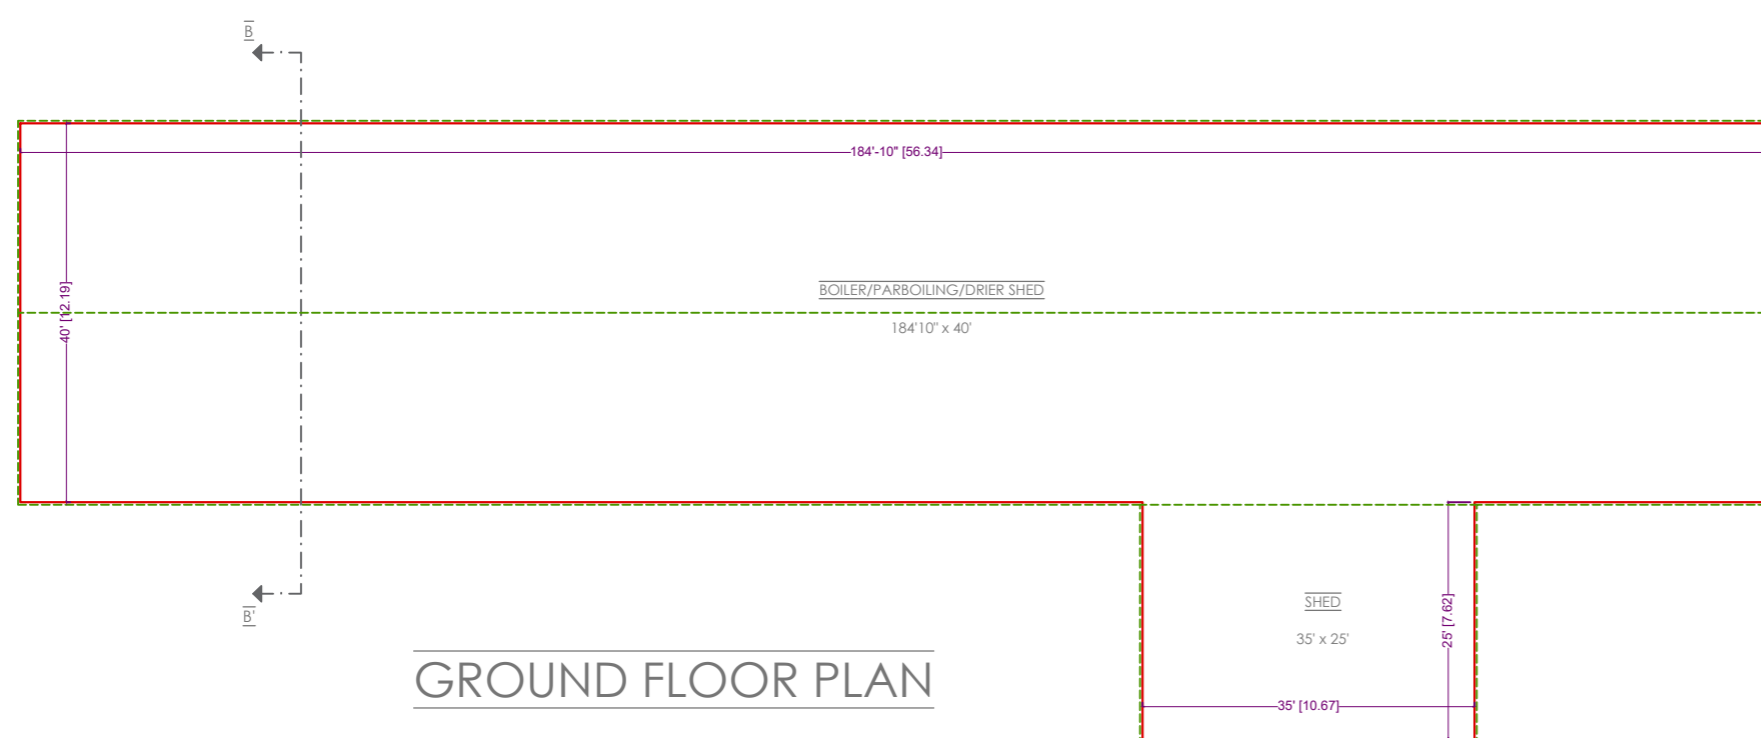 B
184'-10" [56.34]
BOILER/PARBOILING/DRIER SHED
184'10" x 40'
40' [12.19]
B'
SHED
35' x 25'
25' [7.62]
GROUND FLOOR PLAN
35' [10.67]